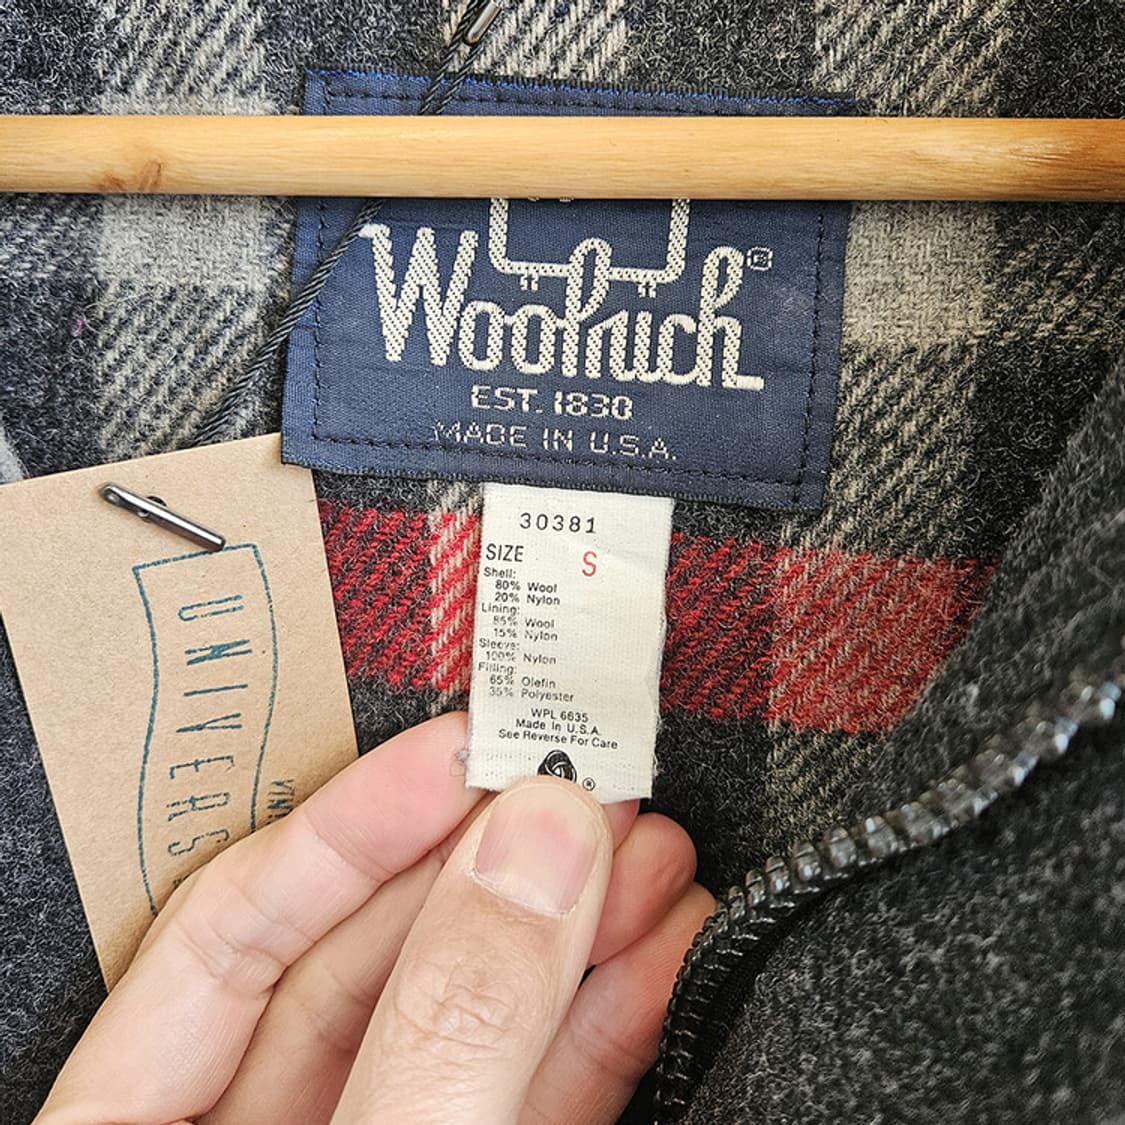 Woolrich®
EST. 1830
MADE IN U.S.A.
30381
SIZE S
Shell:
80% Wool
20% Nylon
Lining:
85% Wool
15% Nylon
Sleeve:
100% Nylon
Filling:
65% Olefin
35% Polyester
WPL 6635
Made In U.S.A.
See Reverse For Care
®
UNIVERS